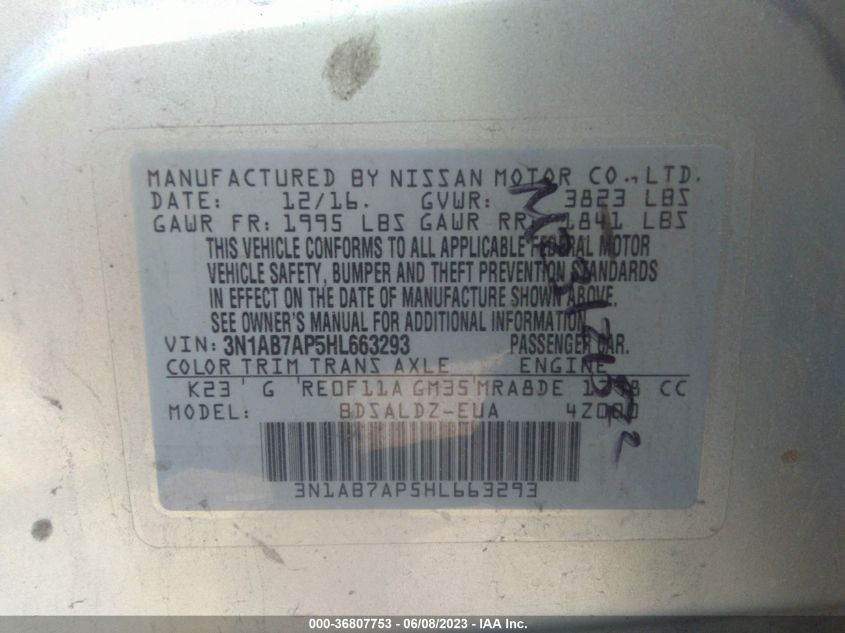 MANUFACTURED BY NISSAN MOTOR CO., LTD.
DATE: 12/16. GVWR: 3823 LBS
GAWR FR: 1995 LBS GAWR RR: 1841 LBS
THIS VEHICLE CONFORMS TO ALL APPLICABLE FEDERAL MOTOR
VEHICLE SAFETY, BUMPER AND THEFT PREVENTION STANDARDS
IN EFFECT ON THE DATE OF MANUFACTURE SHOWN ABOVE.
SEE OWNER'S MANUAL FOR ADDITIONAL INFORMATION.
VIN: 3N1AB7AP5HL663293 PASSENGER CAR.
COLOR TRIM TRANS AXLE ENGINE
K23 G RE0F11A GM35 MRA8DE 1798 CC
MODEL: BDSALDZ-EUA
3N1AB7AP5HL663293
000-36807753 - 06/08/2023 - IAA Inc.